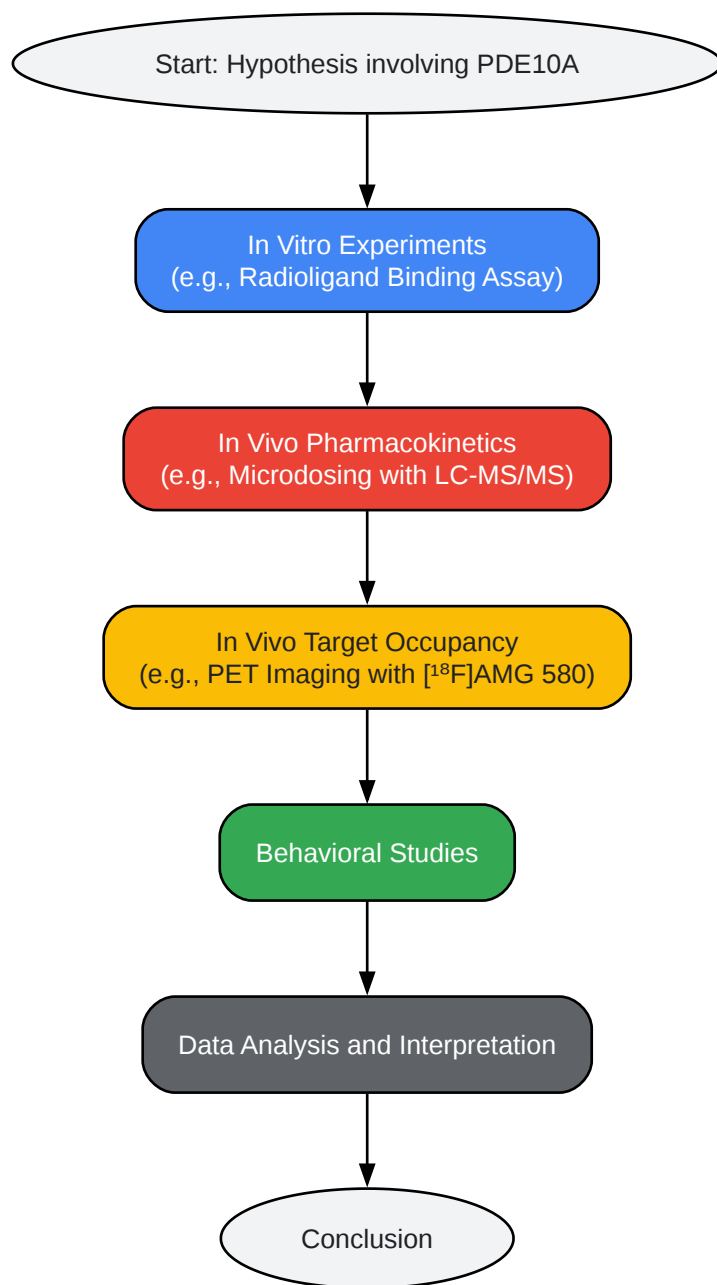 Start: Hypothesis involving PDE10A
In Vitro Experiments
(e.g., Radioligand Binding Assay)
In Vivo Pharmacokinetics
(e.g., Microdosing with LC-MS/MS)
In Vivo Target Occupancy
(e.g., PET Imaging with [¹⁸F]AMG 580)
Behavioral Studies
Data Analysis and Interpretation
Conclusion